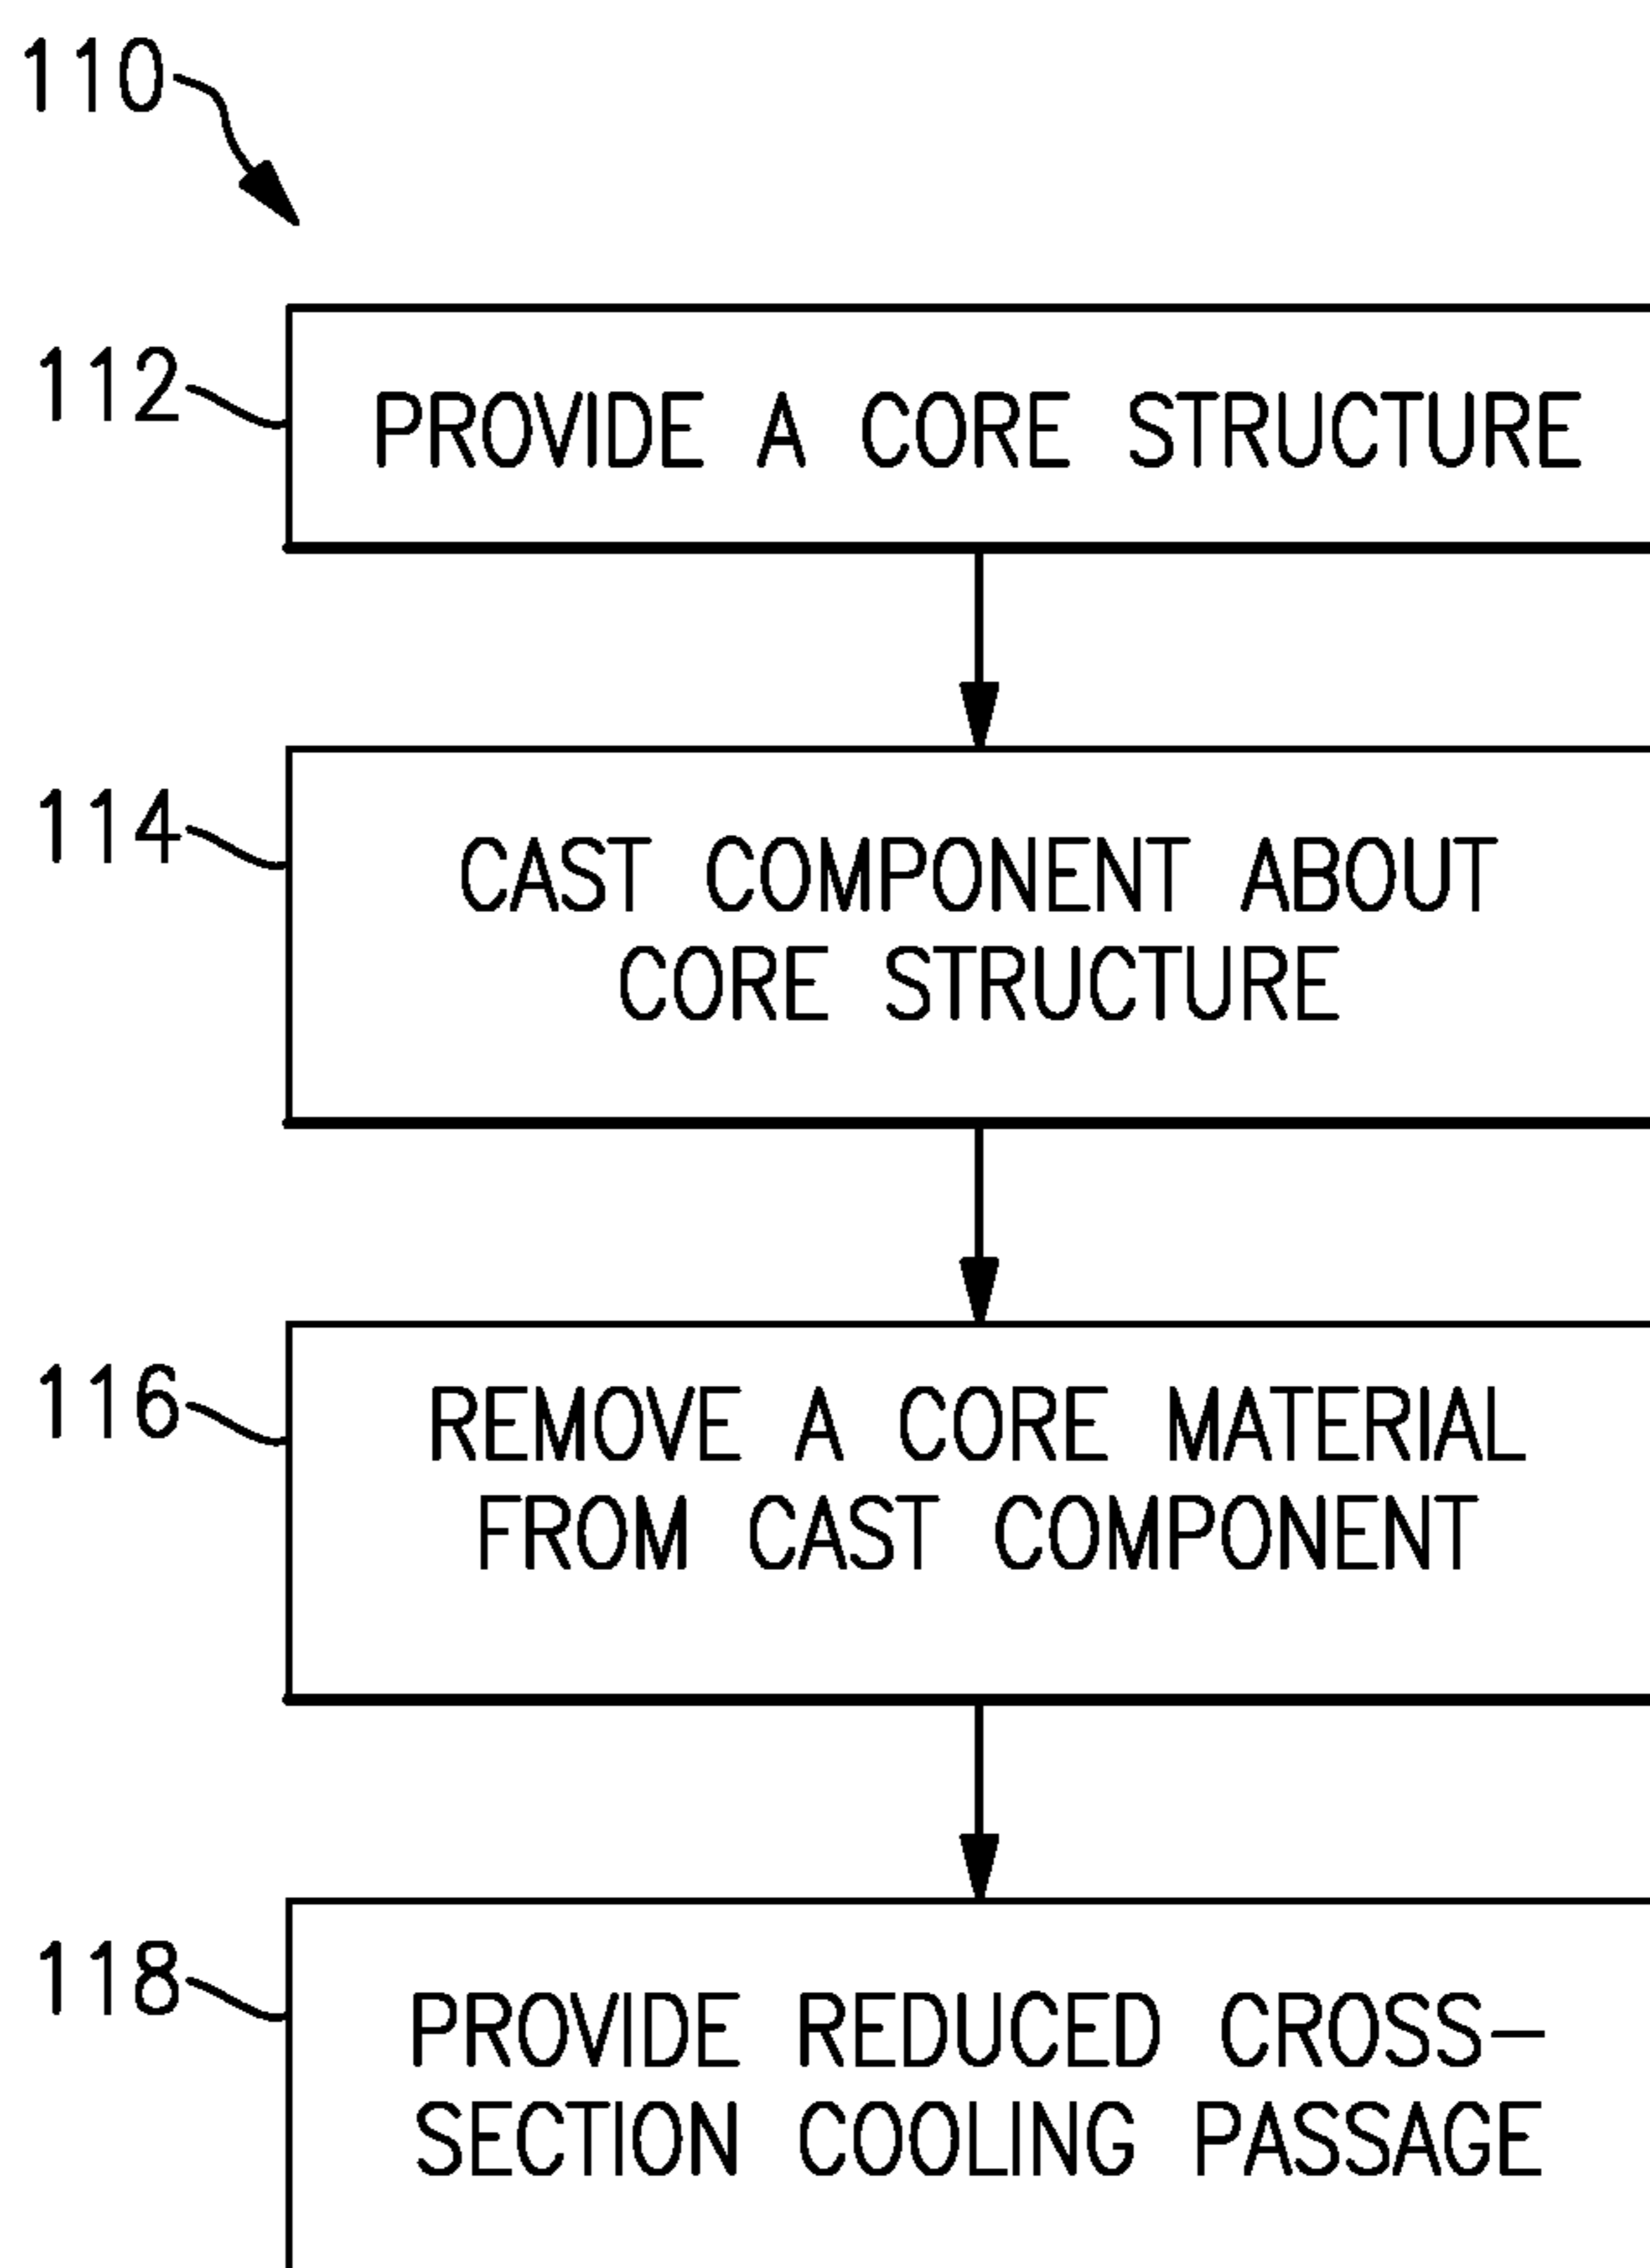 110
112
PROVIDE A CORE STRUCTURE
114
CAST COMPONENT ABOUT
CORE STRUCTURE
116
REMOVE A CORE MATERIAL
FROM CAST COMPONENT
118
PROVIDE REDUCED CROSS-
SECTION COOLING PASSAGE